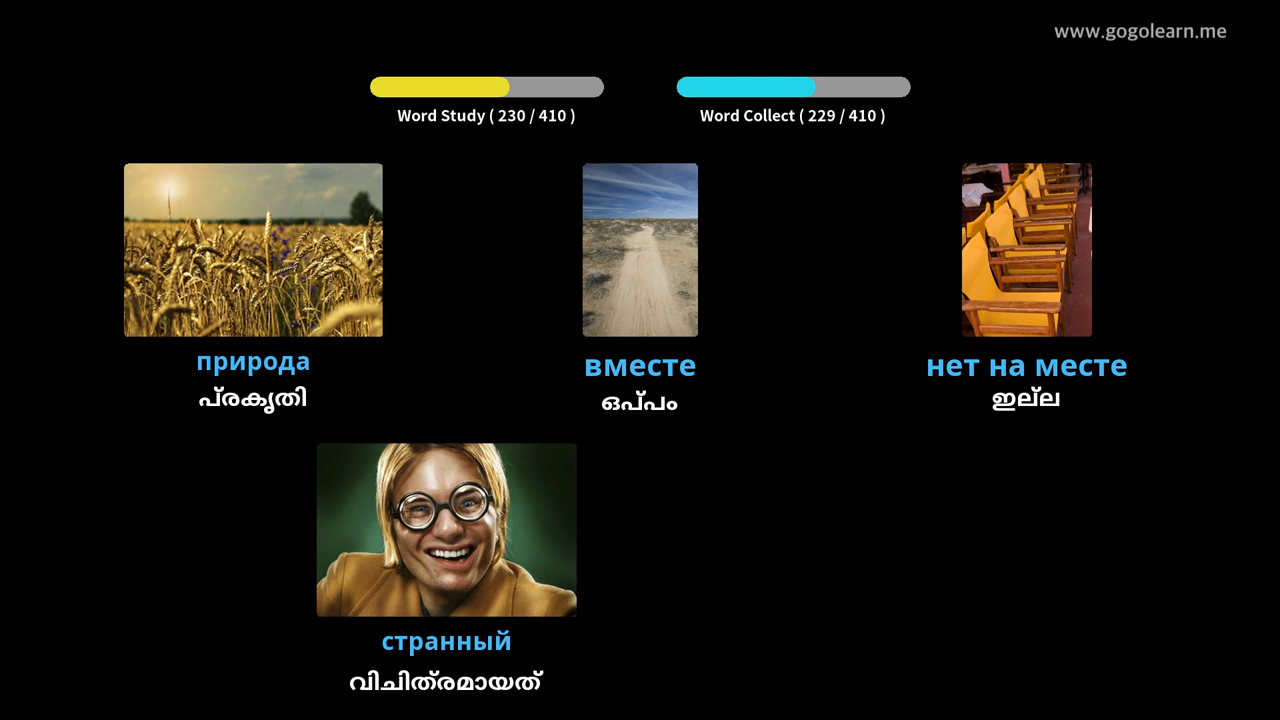 www.gogolearn.me
Word Study ( 230 / 410 )
Word Collect ( 229 / 410 )
природа
പ്രകൃതി
вместе
ഒപ്പം
нет на месте
ഇല്ല
странный
വിചിത്രമായത്